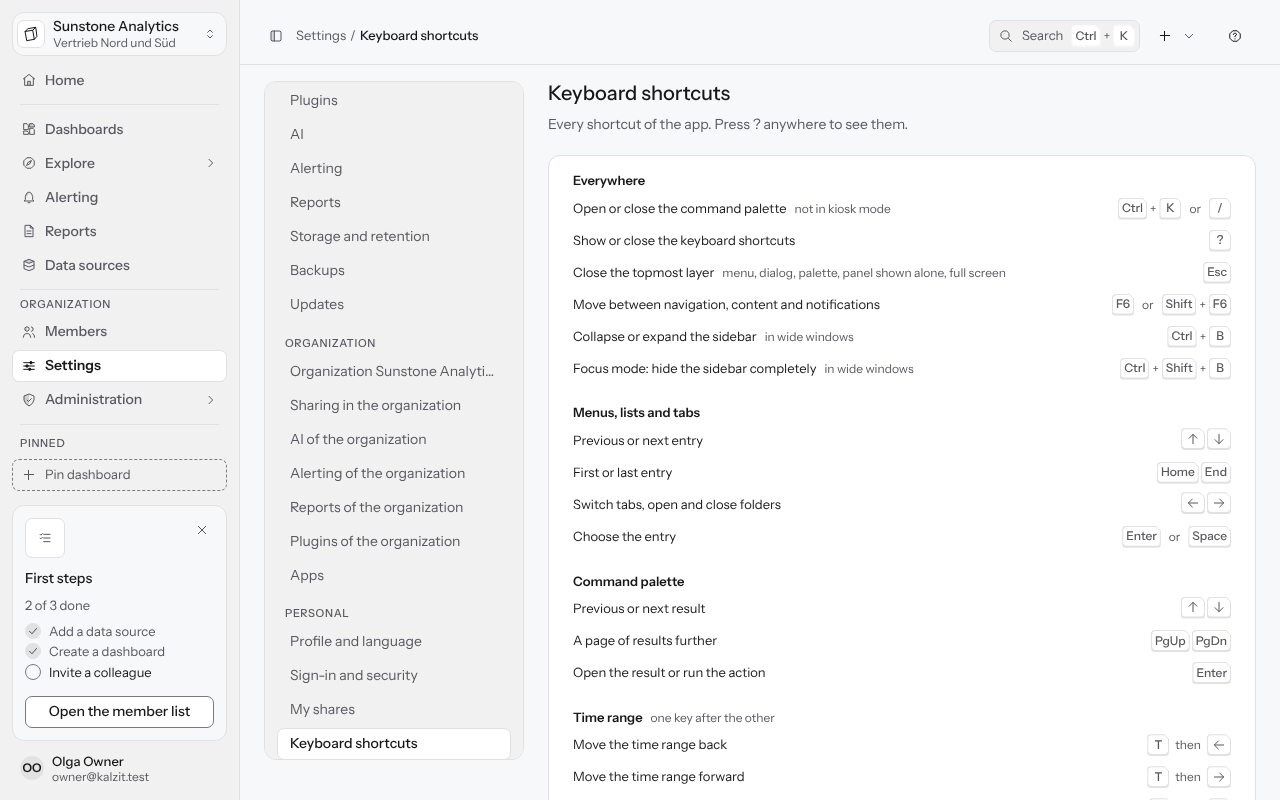 Sunstone Analytics
Vertrieb Nord und Süd
Home
Dashboards
Explore
Alerting
Reports
Data sources
ORGANIZATION
Members
Settings
Administration
PINNED
Pin dashboard
First steps
2 of 3 done
Add a data source
Create a dashboard
Invite a colleague
Open the member list
OO
Olga Owner
owner@kalzit.test
Settings / Keyboard shortcuts
Search Ctrl + K
Plugins
AI
Alerting
Reports
Storage and retention
Backups
Updates
ORGANIZATION
Organization Sunstone Analyti...
Sharing in the organization
AI of the organization
Alerting of the organization
Reports of the organization
Plugins of the organization
Apps
PERSONAL
Profile and language
Sign-in and security
My shares
Keyboard shortcuts
Keyboard shortcuts
Every shortcut of the app. Press ? anywhere to see them.
Everywhere
Open or close the command palette not in kiosk mode Ctrl + K or /
Show or close the keyboard shortcuts ?
Close the topmost layer menu, dialog, palette, panel shown alone, full screen Esc
Move between navigation, content and notifications F6 or Shift + F6
Collapse or expand the sidebar in wide windows Ctrl + B
Focus mode: hide the sidebar completely in wide windows Ctrl + Shift + B
Menus, lists and tabs
Previous or next entry ↑ ↓
First or last entry Home End
Switch tabs, open and close folders ← →
Choose the entry Enter or Space
Command palette
Previous or next result ↑ ↓
A page of results further PgUp PgDn
Open the result or run the action Enter
Time range one key after the other
Move the time range back T then ←
Move the time range forward T then →